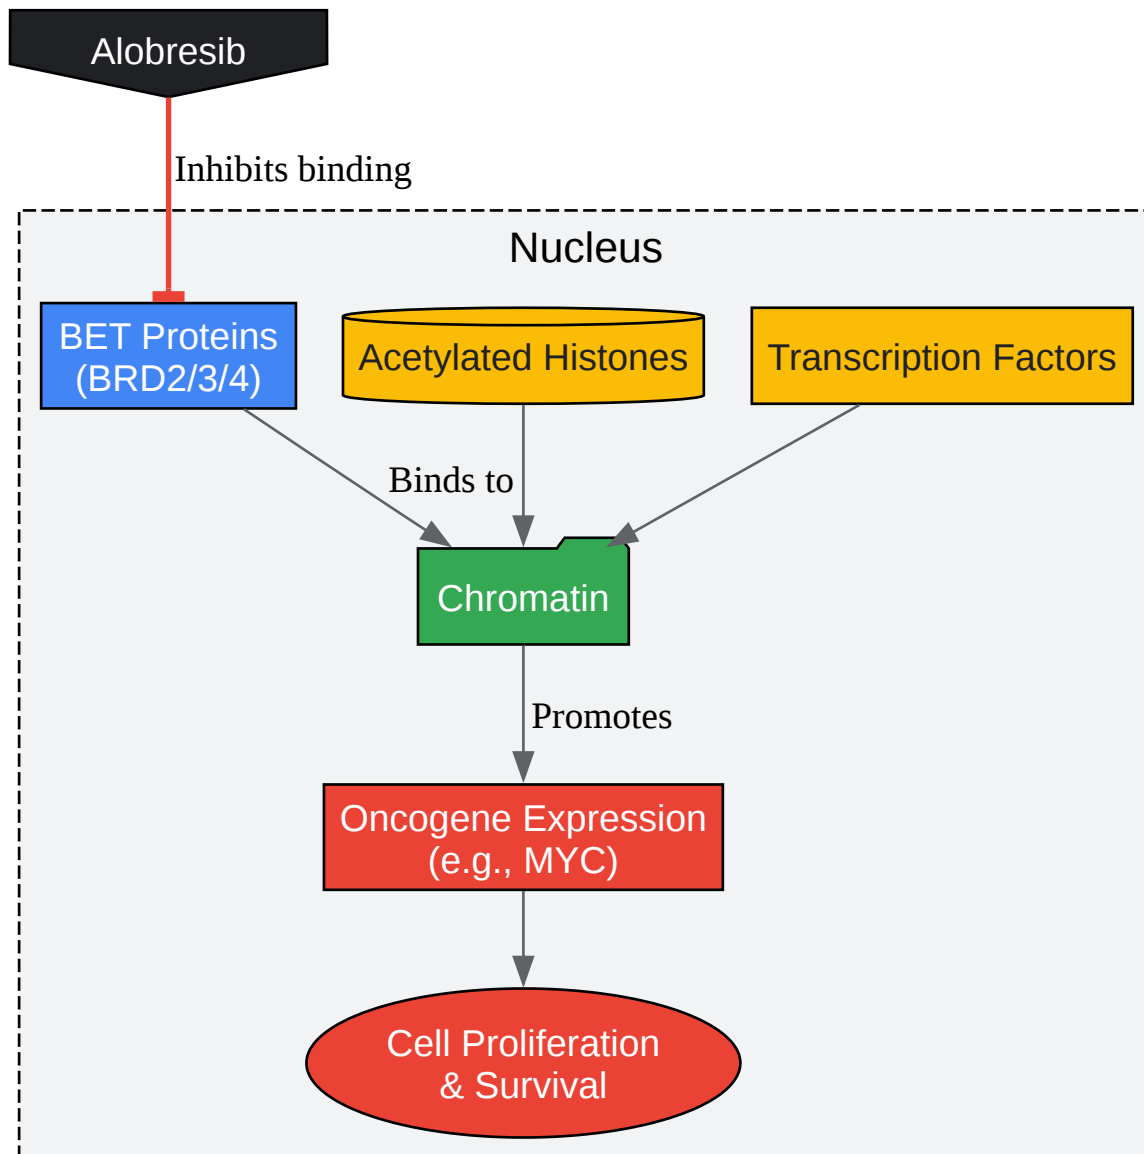 Alobresib
Inhibits binding
Nucleus
BET Proteins
(BRD2/3/4)
Acetylated Histones
Transcription Factors
Binds to
Chromatin
Promotes
Oncogene Expression
(e.g., MYC)
Cell Proliferation
& Survival